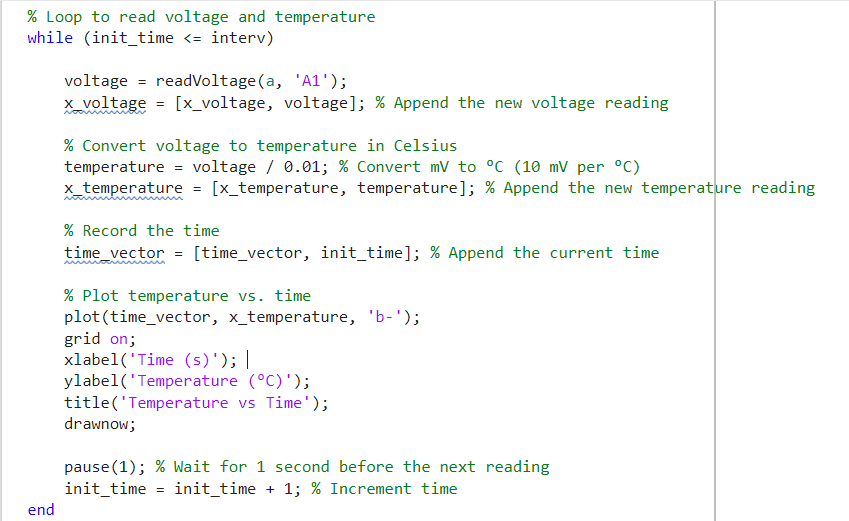 % Loop to read voltage and temperature
while (init_time <= interv)
voltage = readVoltage(a, 'A1');
x_voltage = [x_voltage, voltage]; % Append the new voltage reading
% Convert voltage to temperature in Celsius
temperature = voltage / 0.01; % Convert mV to °C (10 mV per °C)
x_temperature = [x_temperature, temperature]; % Append the new temperature reading
% Record the time
time_vector = [time_vector, init_time]; % Append the current time
% Plot temperature vs. time
plot(time_vector, x_temperature, 'b-');
grid on;
xlabel('Time (s)');
ylabel('Temperature (°C)');
title('Temperature vs Time');
drawnow;
pause(1); % Wait for 1 second before the next reading
init_time = init_time + 1; % Increment time
end